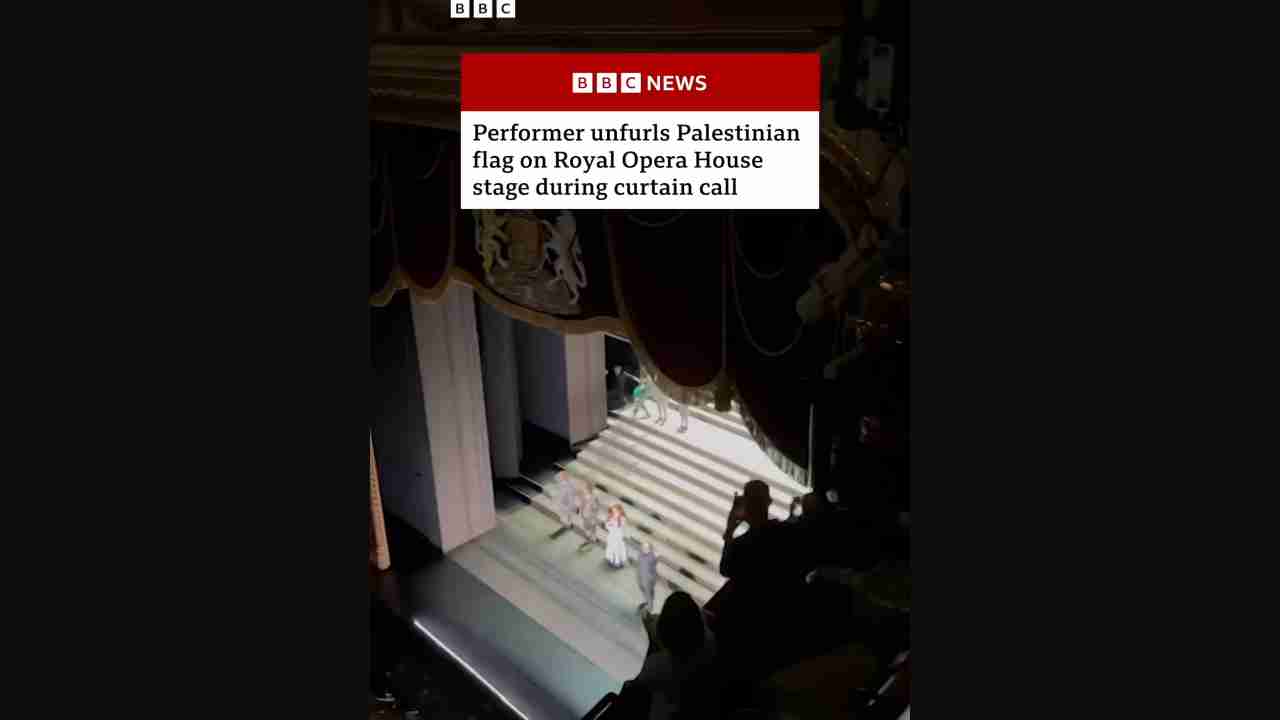 BBC
BBC NEWS
Performer unfurls Palestinian
flag on Royal Opera House
stage during curtain call